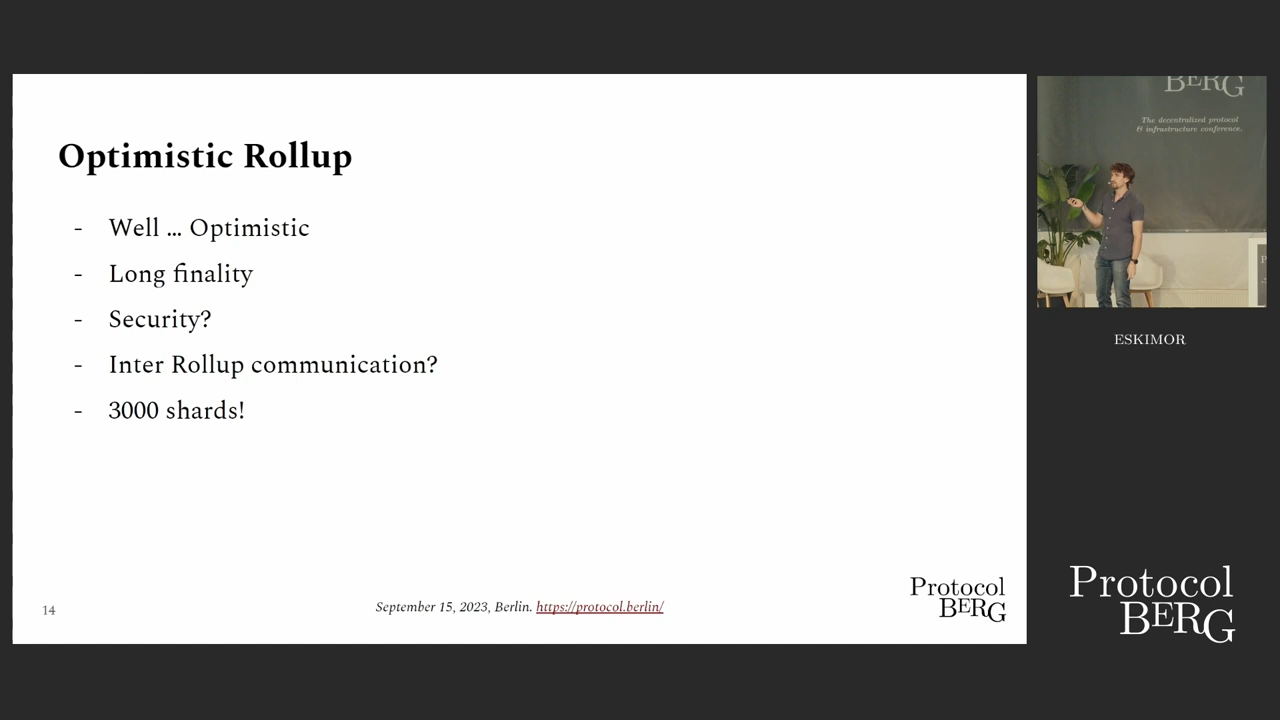 Optimistic Rollup
- Well ... Optimistic
- Long finality
- Security?
- Inter Rollup communication?
- 3000 shards!
14
September 15, 2023, Berlin. https://protocol.berlin/
Protocol
BERG
BERG
The decentralized protocol
& infrastructure conference.
P
ESKIMOR
Protocol
BERG